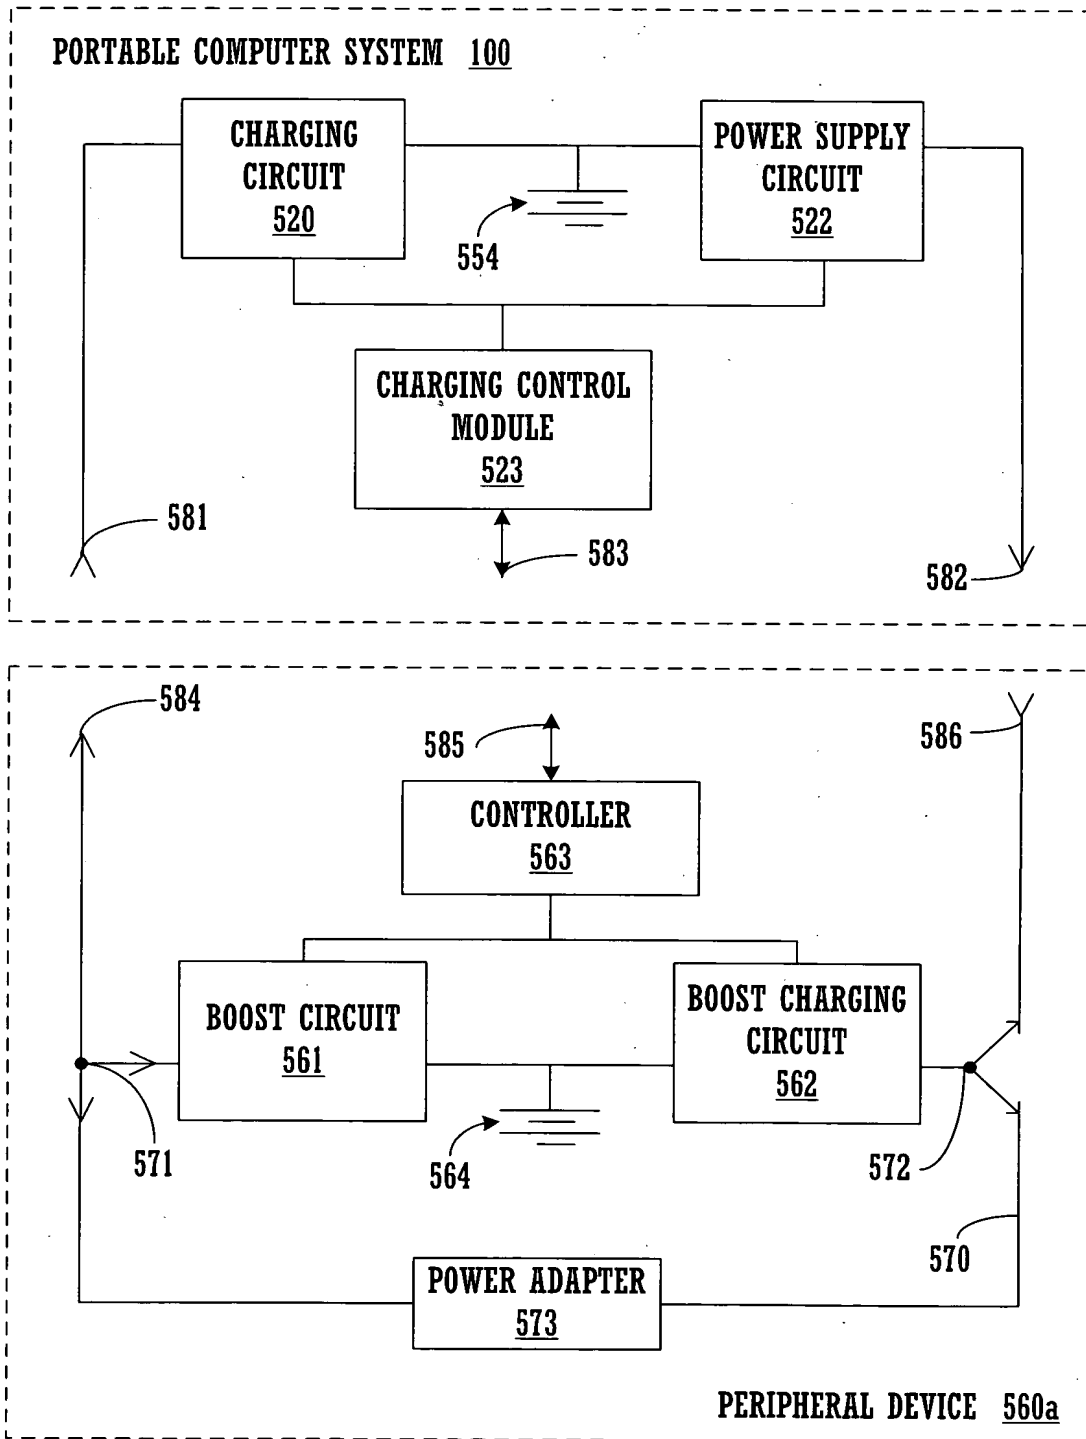 PORTABLE COMPUTER SYSTEM 100
CHARGING
CIRCUIT
520
POWER SUPPLY
CIRCUIT
522
554
CHARGING CONTROL
MODULE
523
581
583
582
584
585
586
CONTROLLER
563
BOOST CIRCUIT
561
BOOST CHARGING
CIRCUIT
562
571
564
572
570
POWER ADAPTER
573
PERIPHERAL DEVICE 560a